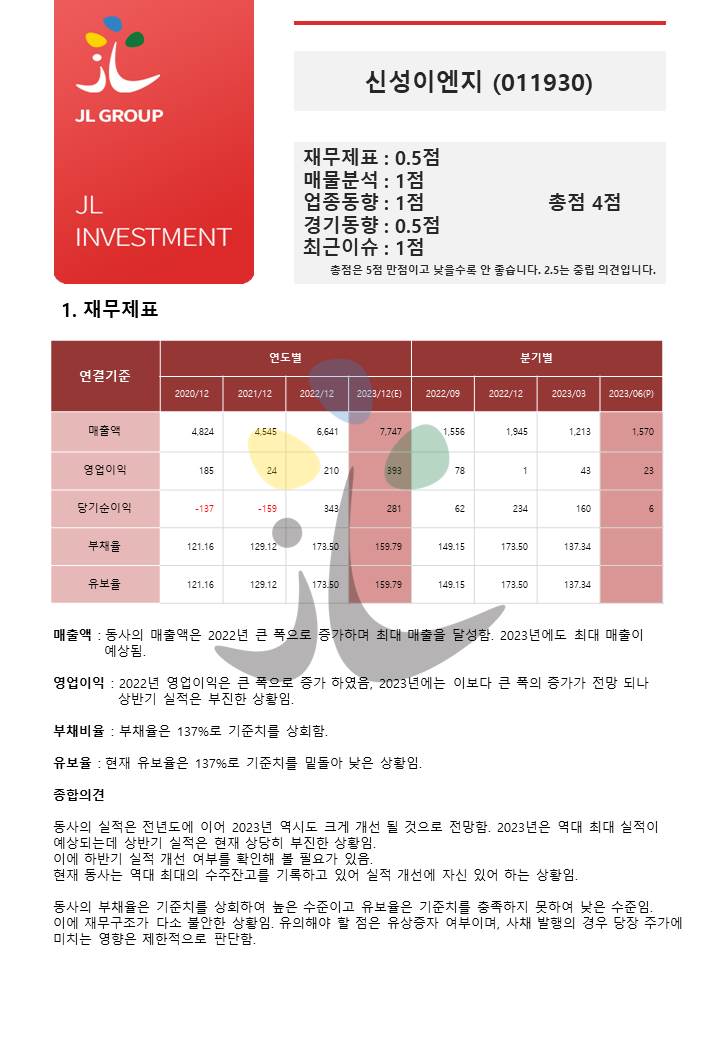 JL GROUP
JL
INVESTMENT
신성이엔지 (011930)
재무제표 : 0.5점
매물분석 : 1점
업종동향 : 1점 총점 4점
경기동향 : 0.5점
최근이슈 : 1점
총점은 5점 만점이고 낮을수록 안 좋습니다. 2.5는 중립 의견입니다.
1. 재무제표
연결기준 연도별 분기별
2020/12 2021/12 2022/12 2023/12(E) 2022/09 2022/12 2023/03 2023/06(P)
매출액 4,824 4,545 6,641 7,747 1,556 1,945 1,213 1,570
영업이익 185 24 210 393 78 1 43 23
당기순이익 -137 -159 343 281 62 234 160 6
부채율 121.16 129.12 173.50 159.79 149.15 173.50 137.34
유보율 121.16 129.12 173.50 159.79 149.15 173.50 137.34
매출액 : 동사의 매출액은 2022년 큰 폭으로 증가하며 최대 매출을 달성함. 2023년에도 최대 매출이
예상됨.
영업이익 : 2022년 영업이익은 큰 폭으로 증가 하였음, 2023년에는 이보다 큰 폭의 증가가 전망 되나
상반기 실적은 부진한 상황임.
부채비율 : 부채율은 137%로 기준치를 상회함.
유보율 : 현재 유보율은 137%로 기준치를 밑돌아 낮은 상황임.
종합의견
동사의 실적은 전년도에 이어 2023년 역시도 크게 개선 될 것으로 전망함. 2023년은 역대 최대 실적이
예상되는데 상반기 실적은 현재 상당히 부진한 상황임.
이에 하반기 실적 개선 여부를 확인해 볼 필요가 있음.
현재 동사는 역대 최대의 수주잔고를 기록하고 있어 실적 개선에 자신 있어 하는 상황임.
동사의 부채율은 기준치를 상회하여 높은 수준이고 유보율은 기준치를 충족하지 못하여 낮은 수준임.
이에 재무구조가 다소 불안한 상황임. 유의해야 할 점은 유상증자 여부이며, 사채 발행의 경우 당장 주가에
미치는 영향은 제한적으로 판단함.